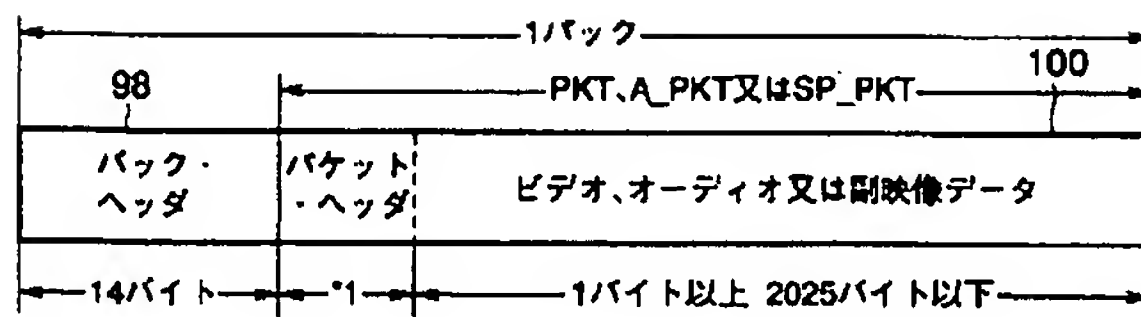 1パック
98
PKT、A_PKT又はSP_PKT
100
パック・
ヘッダ
パケット
・ヘッダ
ビデオ、オーディオ又は副映像データ
14バイト
*1
1バイト以上 2025バイト以下